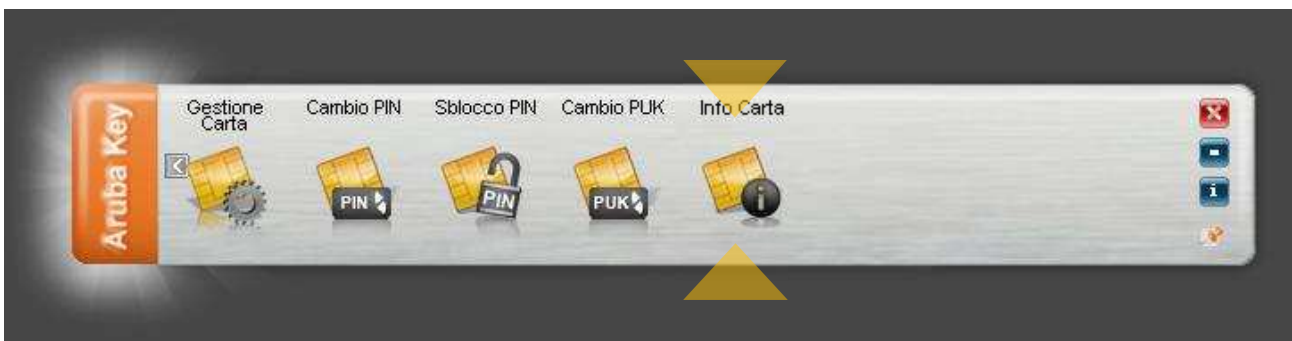 Aruba Key
Gestione
Carta
Cambio PIN
Sblocco PIN
Cambio PUK
Info Carta
PIN
PIN
PUK
i
i